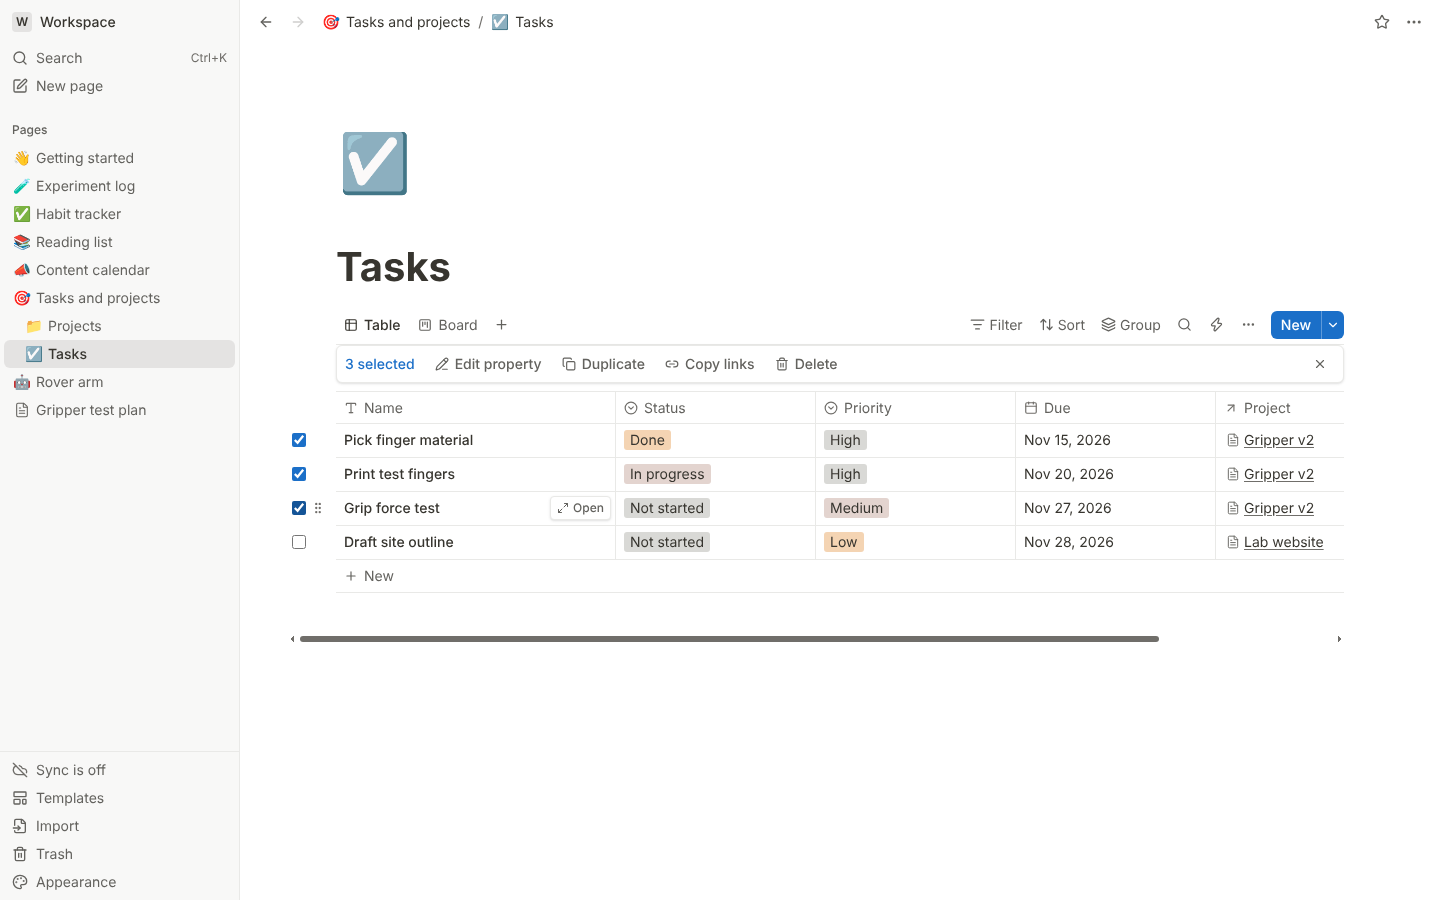 W Workspace
Search Ctrl+K
New page
Pages
Getting started
Experiment log
Habit tracker
Reading list
Content calendar
Tasks and projects
Projects
Tasks
Rover arm
Gripper test plan
Sync is off
Templates
Import
Trash
Appearance
Tasks and projects / Tasks
Tasks
Table Board Filter Sort Group New
3 selected Edit property Duplicate Copy links Delete
Name Status Priority Due Project
Pick finger material Done High Nov 15, 2026 Gripper v2
Print test fingers In progress High Nov 20, 2026 Gripper v2
Grip force test Open Not started Medium Nov 27, 2026 Gripper v2
Draft site outline Not started Low Nov 28, 2026 Lab website
New